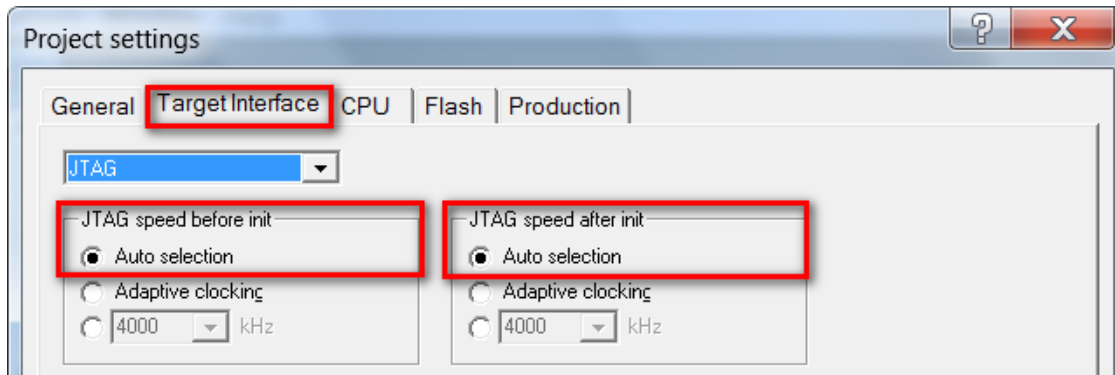 Project settings
General Target Interface CPU Flash Production
JTAG
JTAG speed before init JTAG speed after init
Auto selection Auto selection
Adaptive clocking Adaptive clocking
4000 kHz 4000 kHz